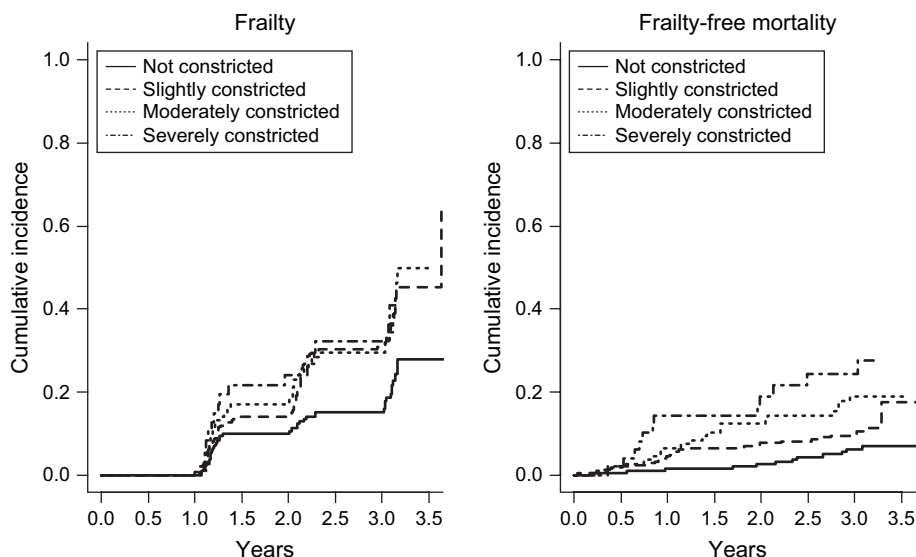 Frailty
1.0
0.8
0.6
0.4
0.2
0.0
Cumulative incidence
Not constricted
Slightly constricted
Moderately constricted
Severely constricted
0.0 0.5 1.0 1.5 2.0 2.5 3.0 3.5
Years
Frailty-free mortality
1.0
0.8
0.6
0.4
0.2
0.0
Cumulative incidence
Not constricted
Slightly constricted
Moderately constricted
Severely constricted
0.0 0.5 1.0 1.5 2.0 2.5 3.0 3.5
Years